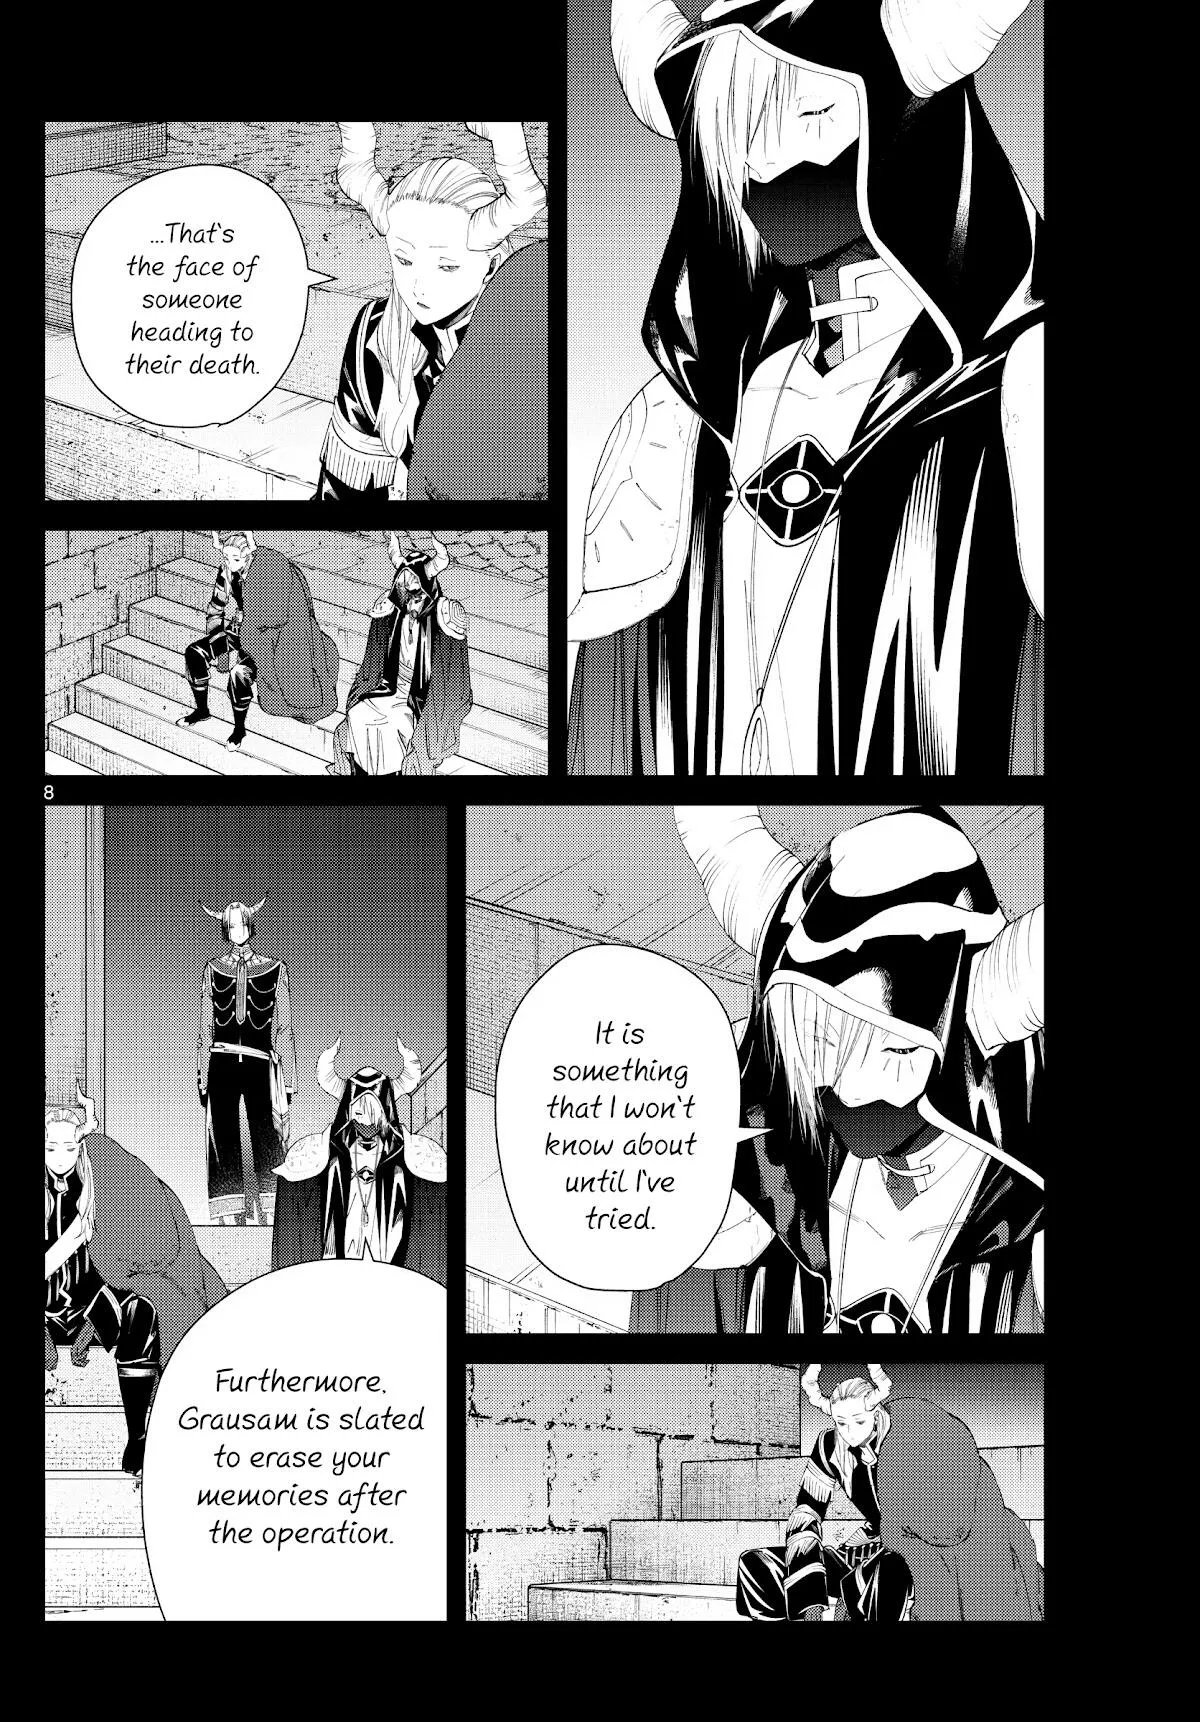 ...That's
the face of
someone
heading to
their death.
8
It is
something
that I won't
know about
until I've
tried.
Furthermore,
Grausam is slated
to erase your
memories after
the operation.